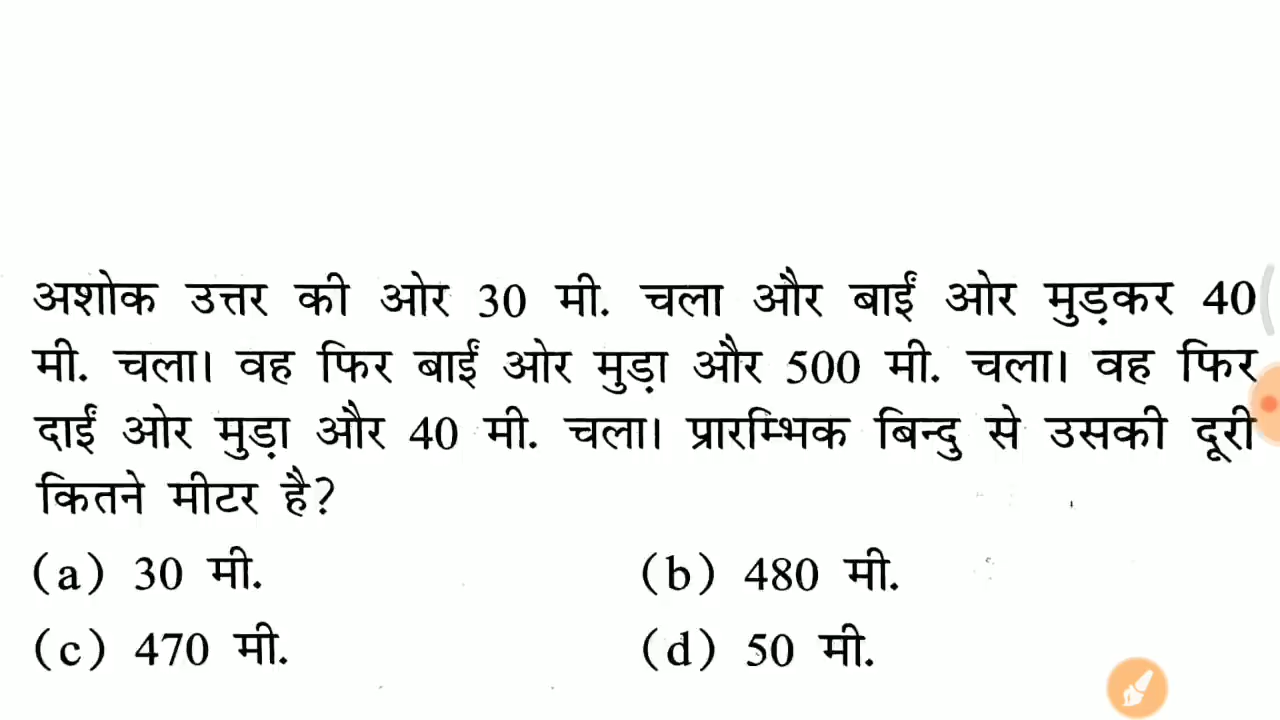 अशोक उत्तर की ओर 30 मी. चला और बाईं ओर मुड़कर 40
मी. चला। वह फिर बाईं ओर मुड़ा और 500 मी. चला। वह फिर
दाईं ओर मुड़ा और 40 मी. चला। प्रारम्भिक बिन्दु से उसकी दूरी
कितने मीटर है?
(a) 30 मी. (b) 480 मी.
(c) 470 मी. (d) 50 मी.